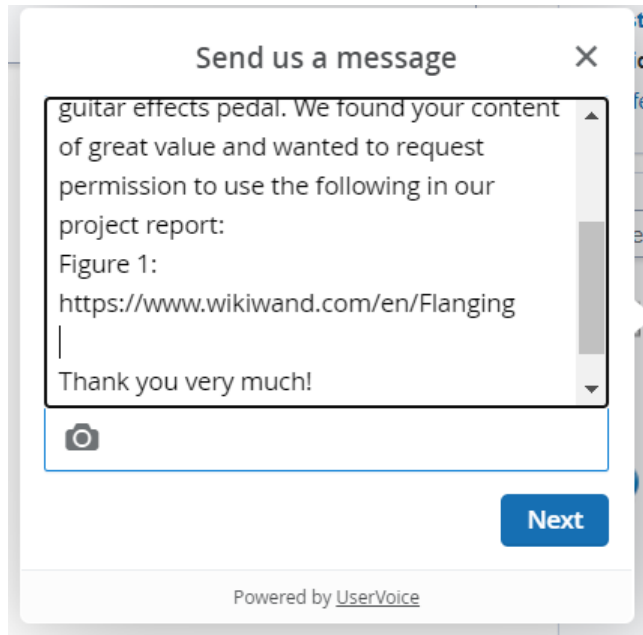 Send us a message
guitar effects pedal. We found your content
of great value and wanted to request
permission to use the following in our
project report:
Figure 1:
https://www.wikiwand.com/en/Flanging
Thank you very much!
Next
Powered by UserVoice